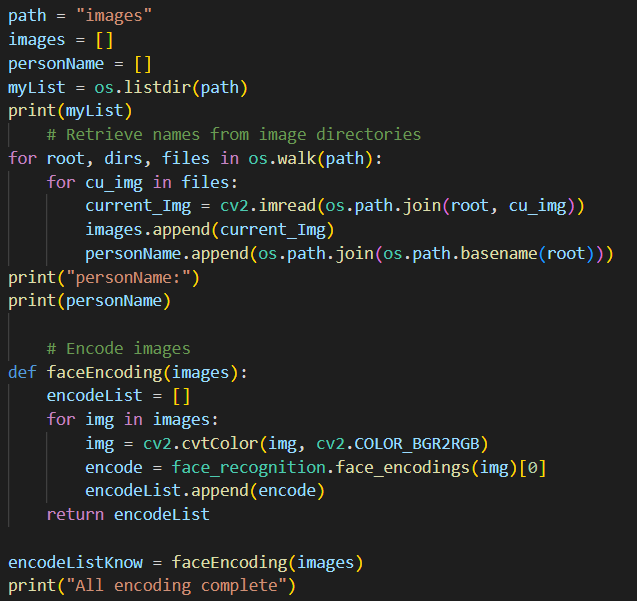 path = "images"
images = []
personName = []
myList = os.listdir(path)
print(myList)
    # Retrieve names from image directories
for root, dirs, files in os.walk(path):
    for cu_img in files:
        current_Img = cv2.imread(os.path.join(root, cu_img))
        images.append(current_Img)
        personName.append(os.path.join(os.path.basename(root)))
print("personName:")
print(personName)

    # Encode images
def faceEncoding(images):
    encodeList = []
    for img in images:
        img = cv2.cvtColor(img, cv2.COLOR_BGR2RGB)
        encode = face_recognition.face_encodings(img)[0]
        encodeList.append(encode)
    return encodeList

encodeListKnow = faceEncoding(images)
print("All encoding complete")